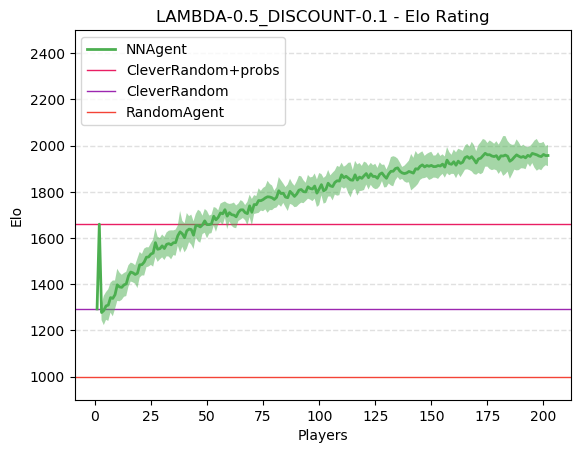 LAMBDA-0.5_DISCOUNT-0.1 - Elo Rating
NNAgent
CleverRandom+probs
CleverRandom
RandomAgent
Elo
2400
2200
2000
1800
1600
1400
1200
1000
0 25 50 75 100 125 150 175 200
Players